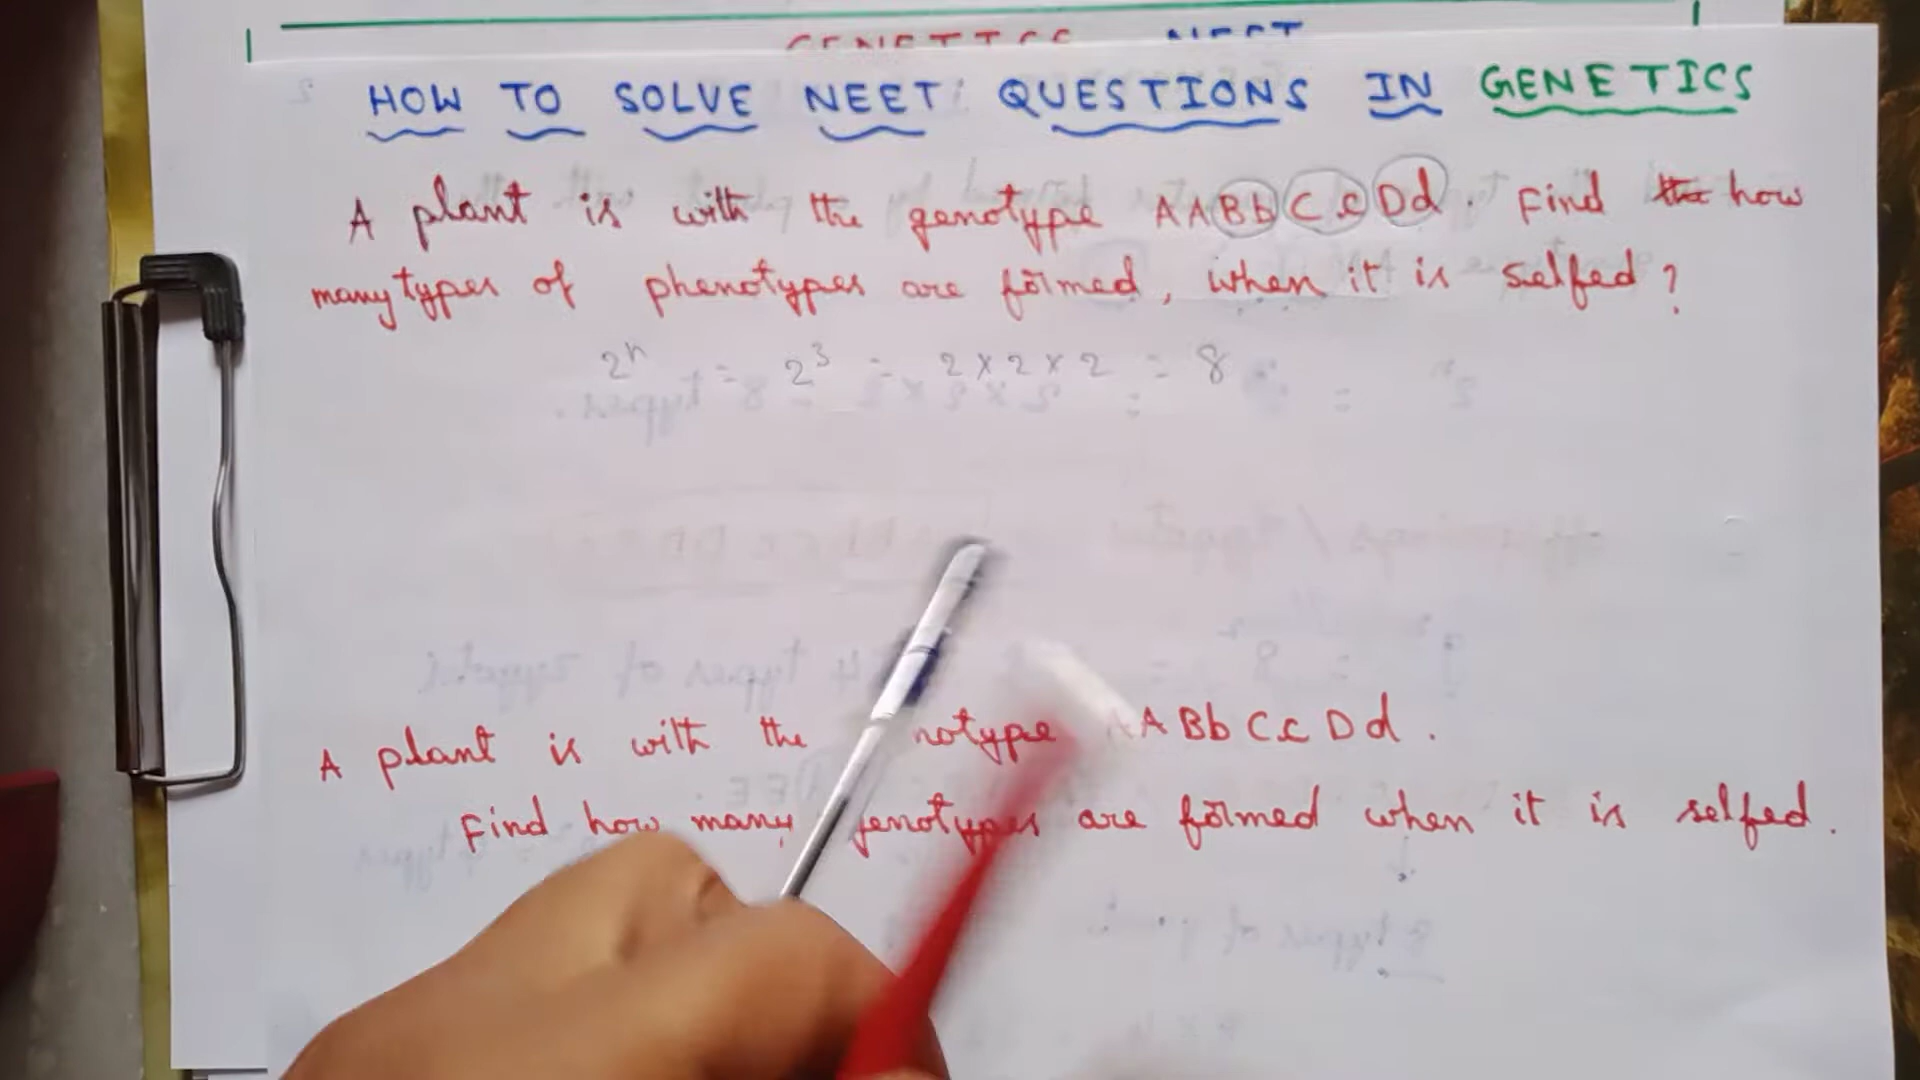 HOW TO SOLVE NEET QUESTIONS IN GENETICS
A plant is with the genotype AABbCcDd. Find how
many types of phenotypes are formed, when it is selfed?
2ⁿ = 2³ = 2 x 2 x 2 = 8
A plant is with the notype AABbCcDd.
Find how many genotypes are formed when it is selfed.